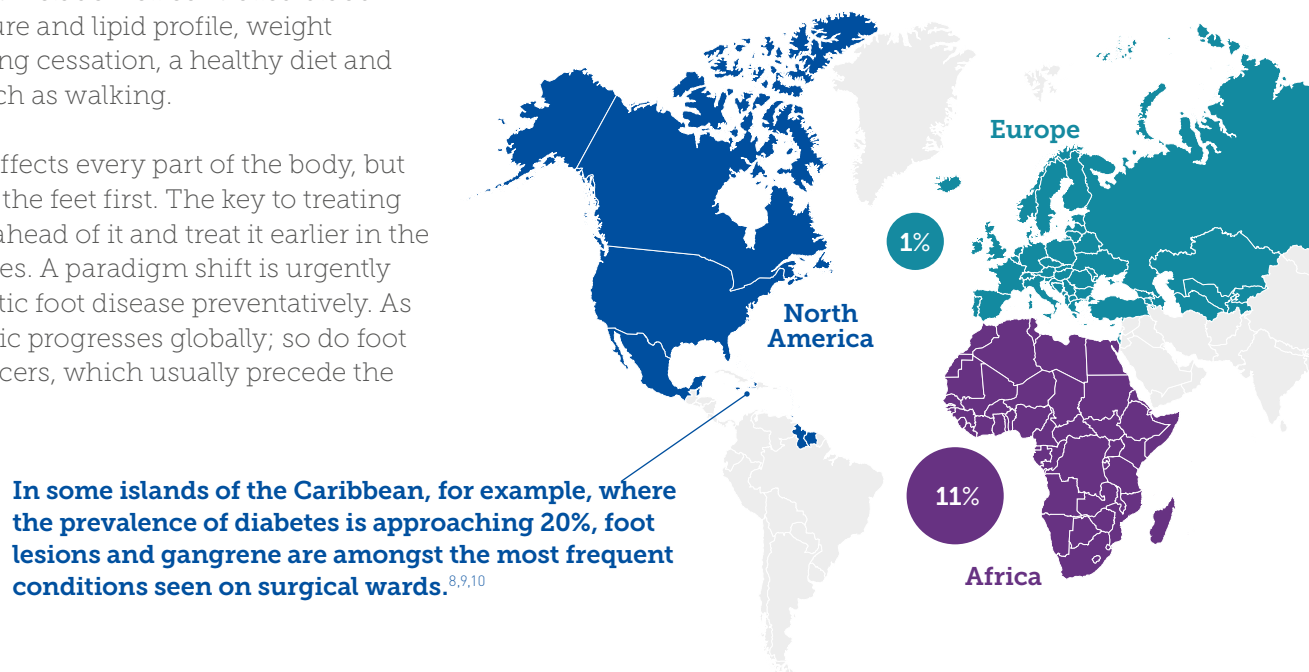 ure and lipid profile, weight
ng cessation, a healthy diet and
ch as walking.
ffects every part of the body, but
the feet first. The key to treating
ahead of it and treat it earlier in the
es. A paradigm shift is urgently
tic foot disease preventatively. As
ic progresses globally; so do foot
cers, which usually precede the
Europe
1%
North
America
In some islands of the Caribbean, for example, where
the prevalence of diabetes is approaching 20%, foot
lesions and gangrene are amongst the most frequent
conditions seen on surgical wards.8,9,10
11%
Africa